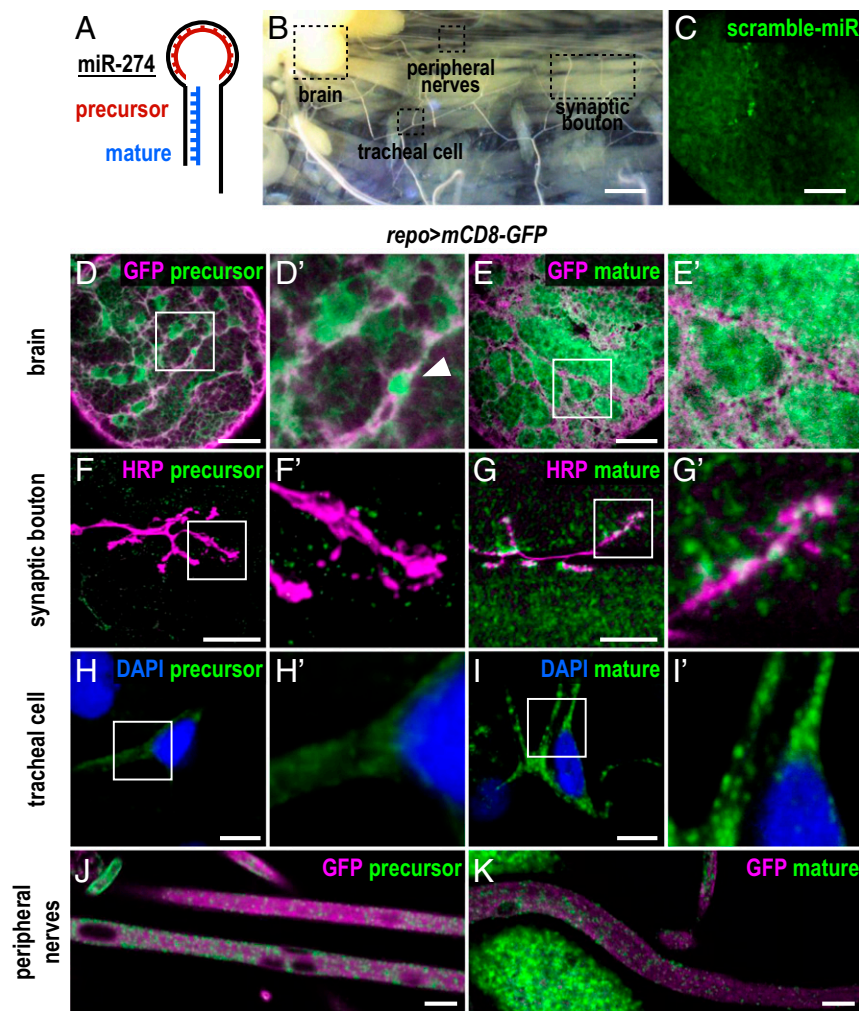 A
miR-274
precursor
mature
B
brain
peripheral
nerves
tracheal cell
synaptic
bouton
C
scramble-miR
repo>mCD8-GFP
brain
D
GFP precursor
D’
E
GFP mature
E’
synaptic bouton
F
HRP precursor
F’
G
HRP mature
G’
tracheal cell
H
DAPI precursor
H’
I
DAPI mature
I’
peripheral
nerves
J
GFP precursor
K
GFP mature